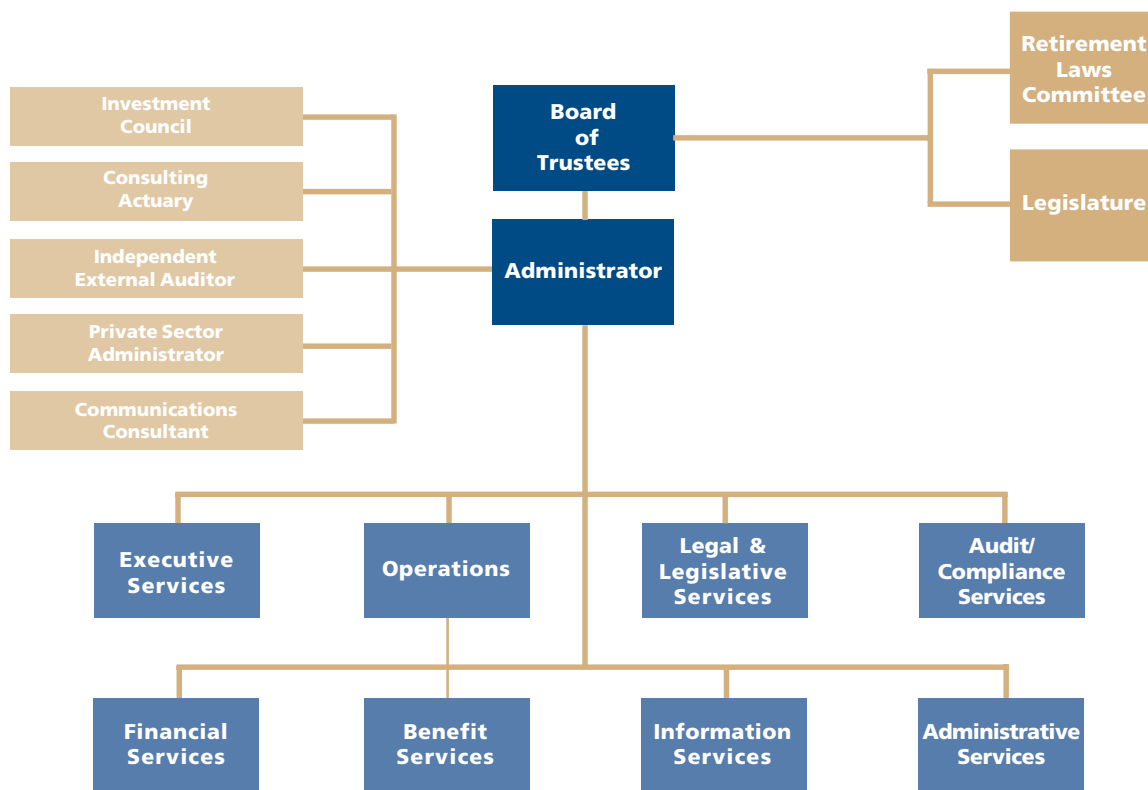 Retirement
Laws
Committee
Investment
Council
Board
of
Trustees
Consulting
Actuary
Legislature
Independent
External Auditor
Administrator
Private Sector
Administrator
Communications
Consultant
Executive
Services
Operations
Legal &
Legislative
Services
Audit/
Compliance
Services
Financial
Services
Benefit
Services
Information
Services
Administrative
Services